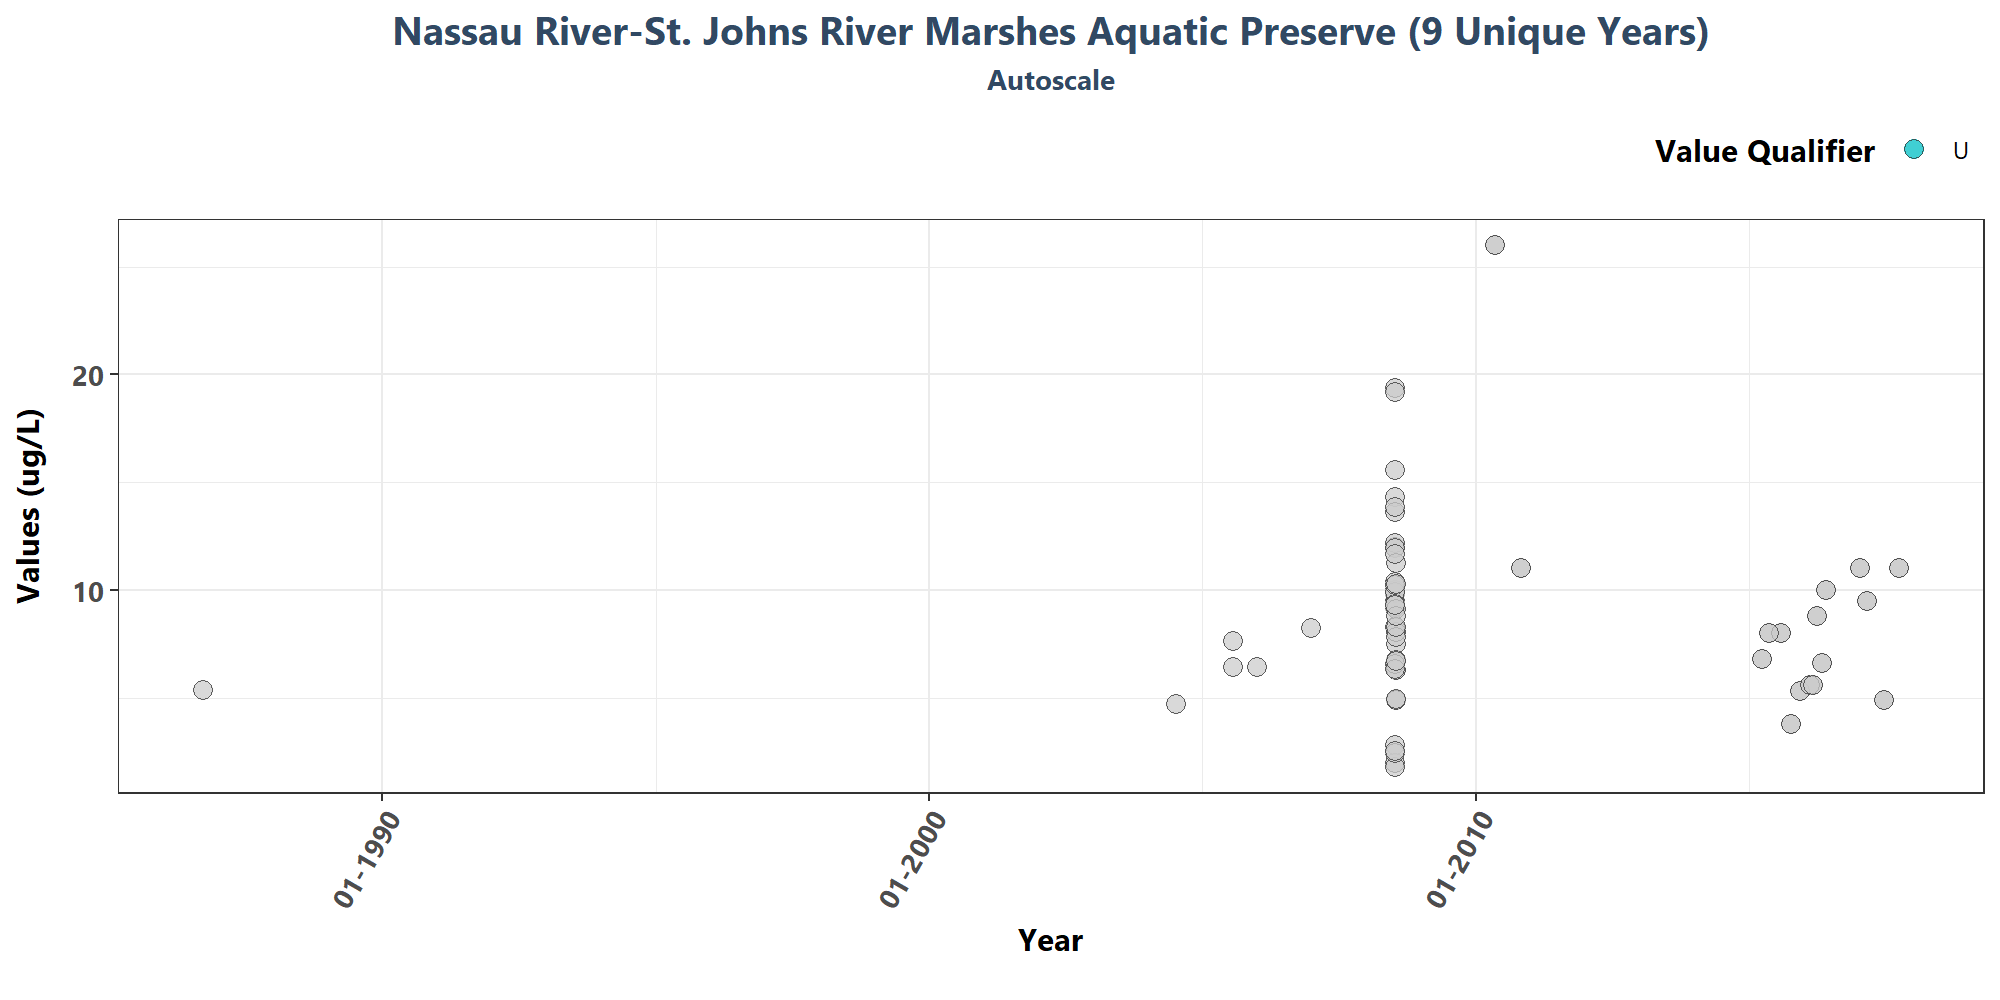 Nassau River-St. Johns River Marshes Aquatic Preserve (9 Unique Years)
Autoscale
Value Qualifier U
Values (ug/L)
20
10
01-1990
01-2000
01-2010
Year